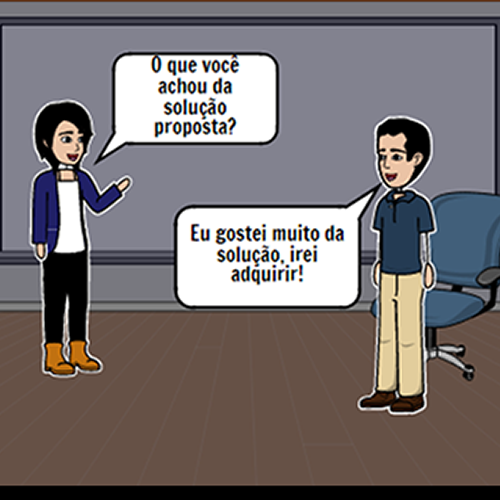 O que você
achou da
solução
proposta?
Eu gostei muito da
solução, irei
adquirir!